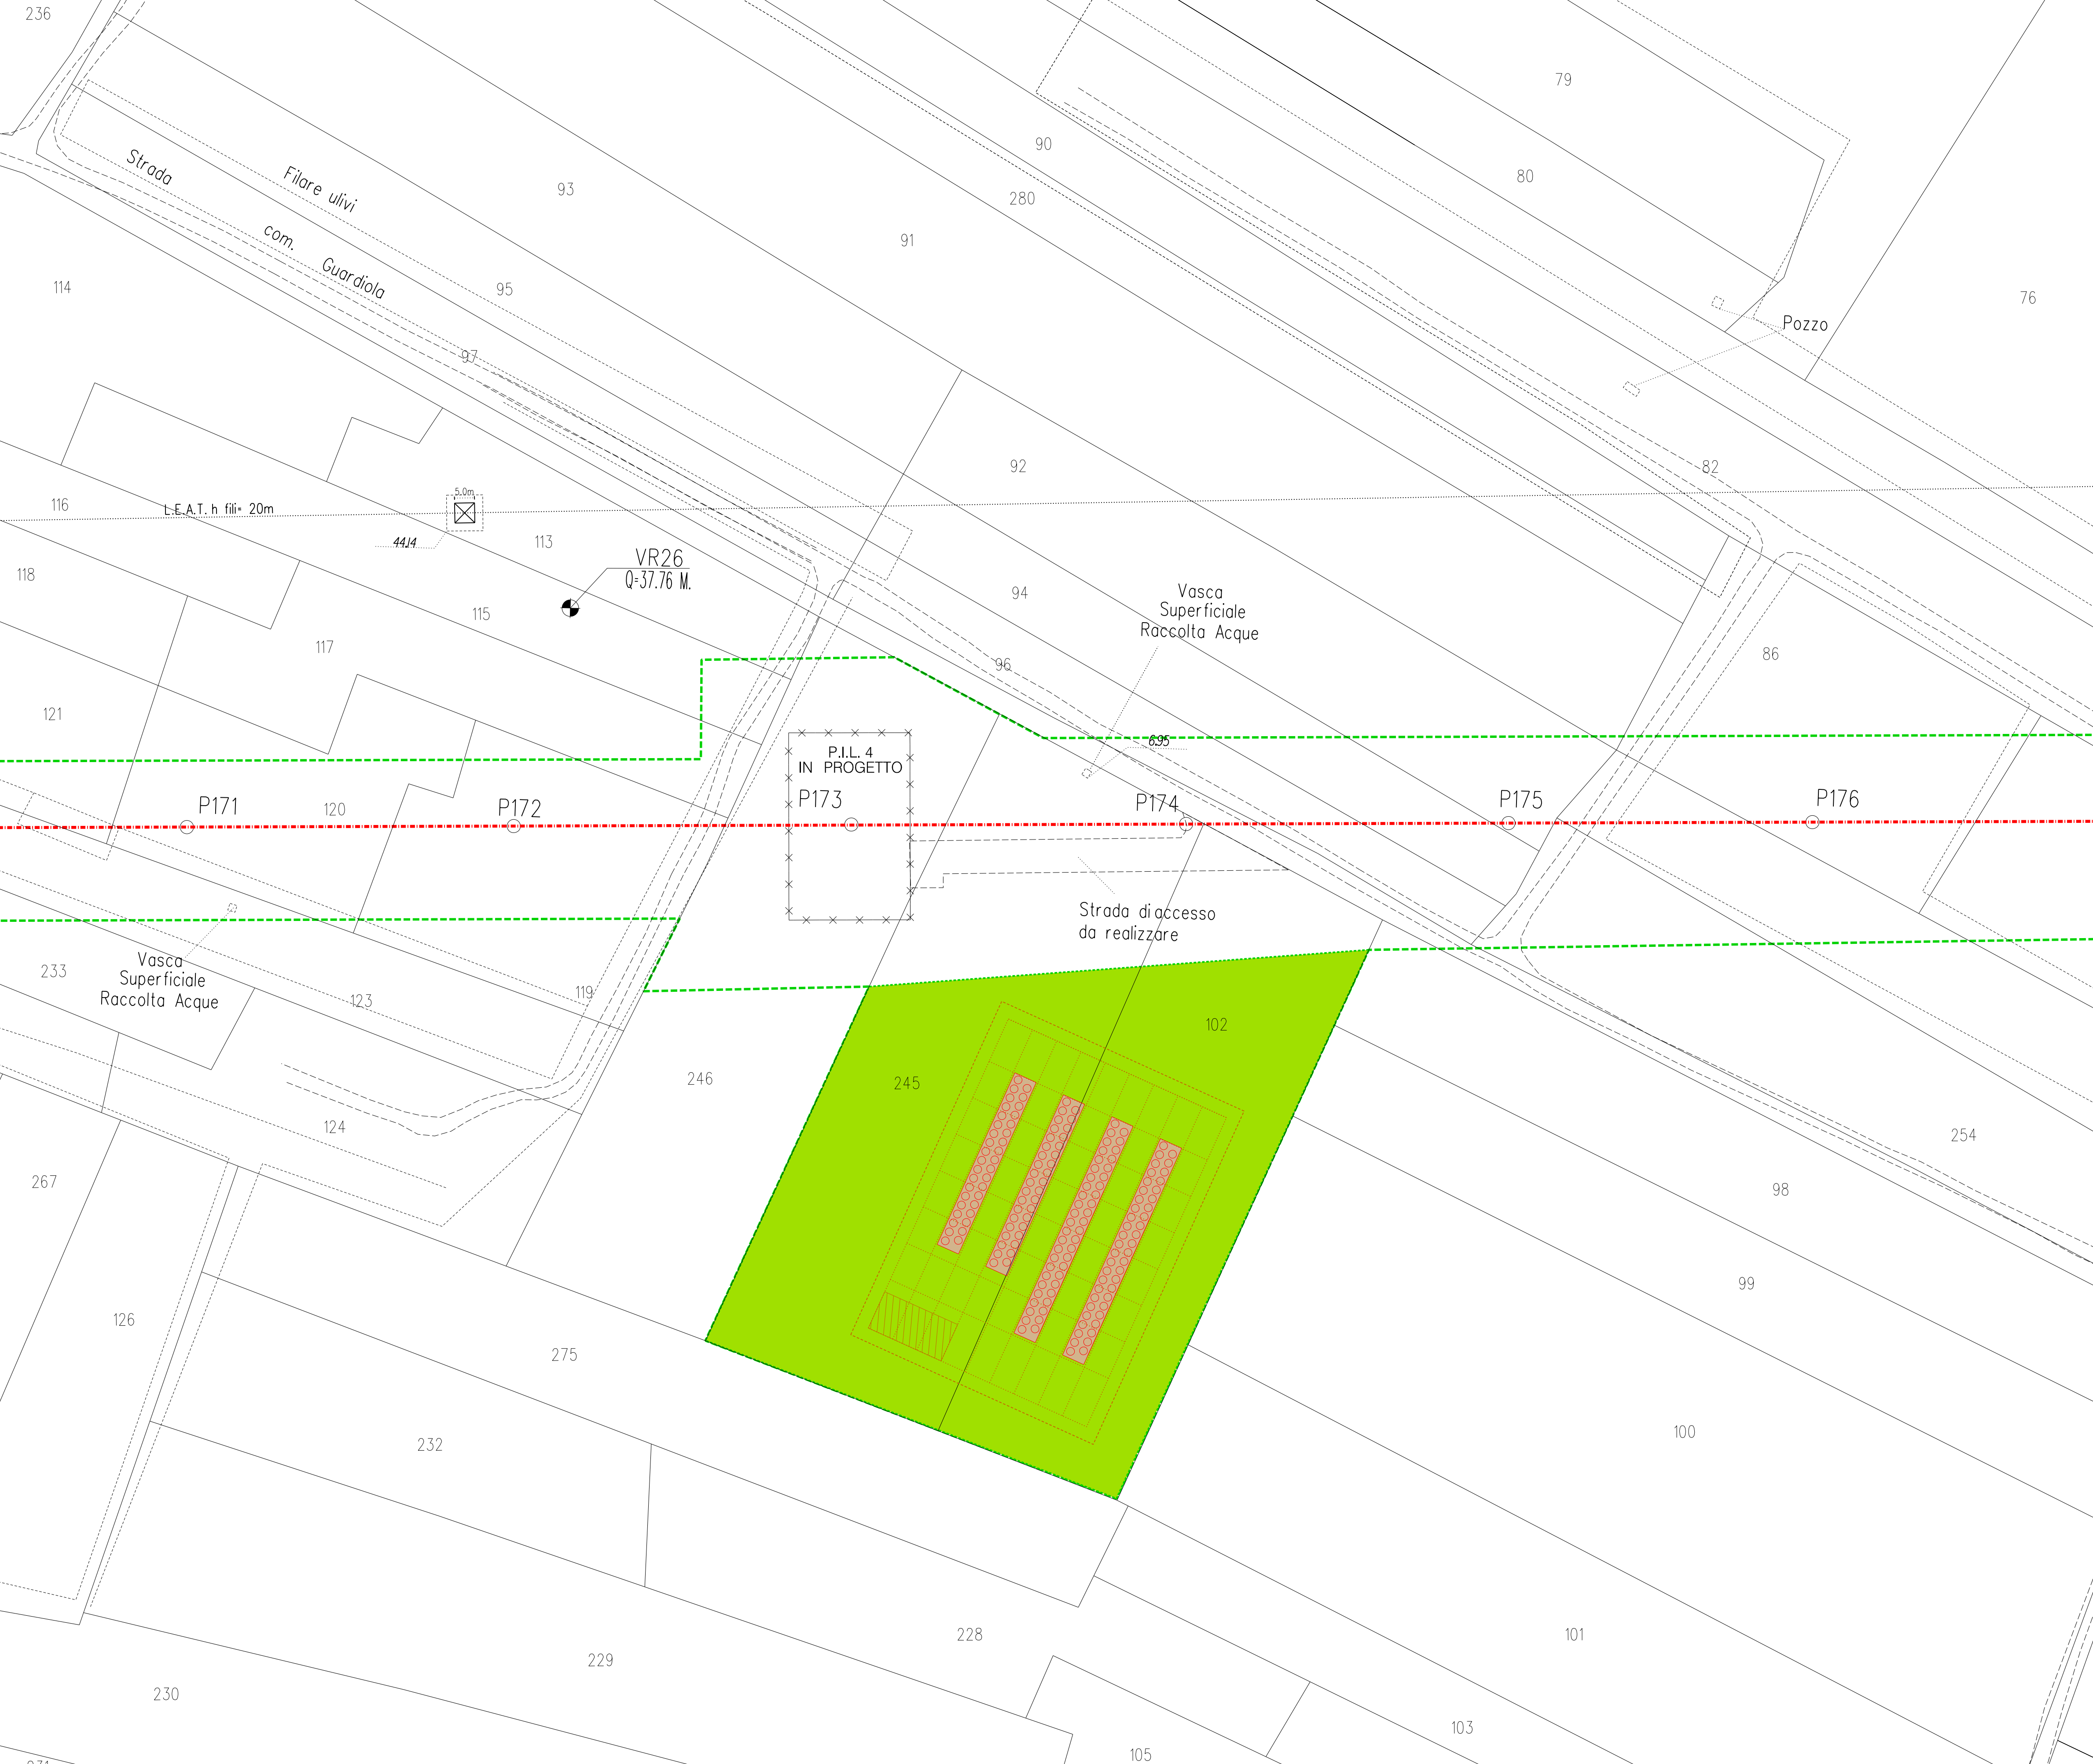 236
79
90
80
Strada
Filare ulivi
93
280
com.
91
Guardiola
114
95
76
Pozzo
97
92
82
5.0m
116
L.E.A.T. h fili= 20m
44.14
113
VR26
Q=37.76 M.
118
94
Vasca
Superficiale
Raccolta Acque
115
117
96
86
121
6.95
P.I.L. 4
IN PROGETTO
P171
120
P172
P173
P174
P175
P176
Strada di accesso
da realizzare
233
Vasca
Superficiale
Raccolta Acque
123
119
102
246
245
124
254
267
98
99
126
275
232
100
228
101
229
230
103
105